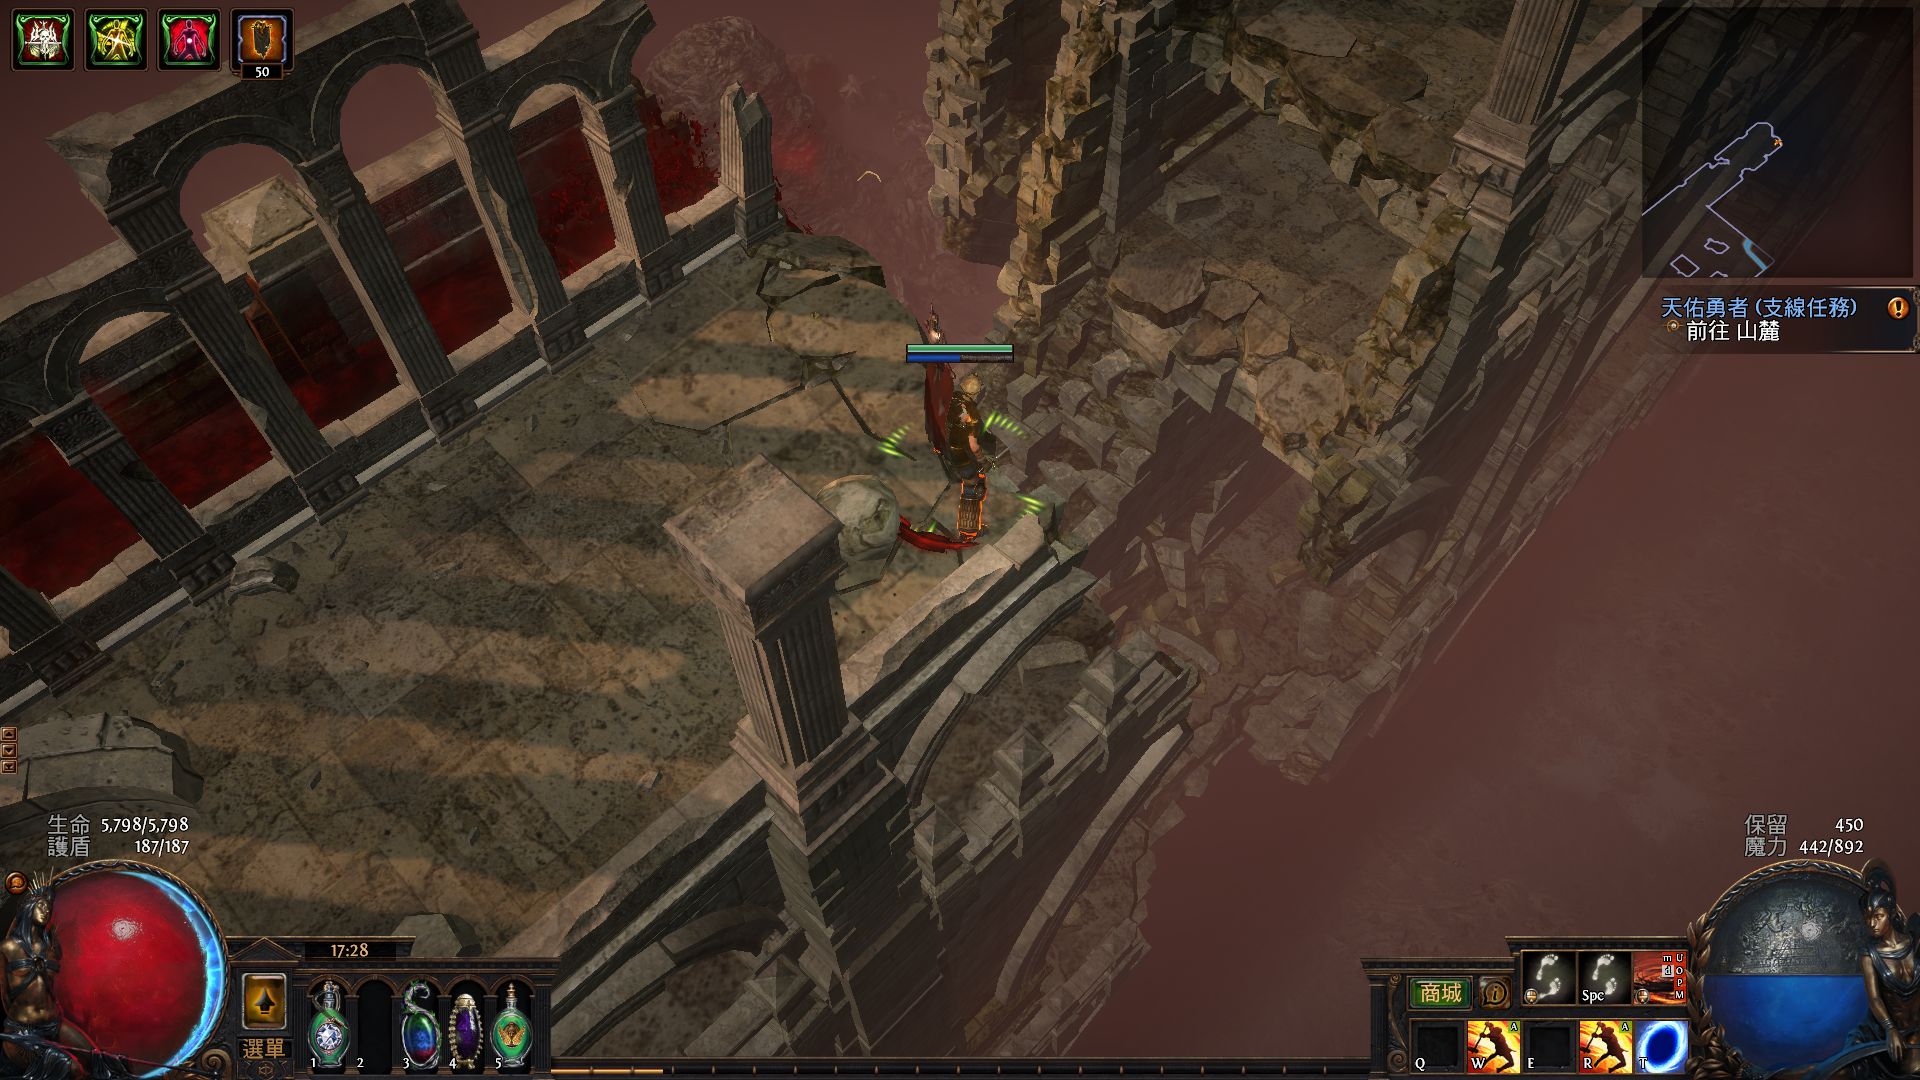 50
天佑勇者 (支線任務)
前往 山麓
生命 5,798/5,798
護盾 187/187
保留 450
魔力 442/892
17:28
選單
1 2 3 4 5
商城
Spc
m U
d O
P
M
Q W A E R A T